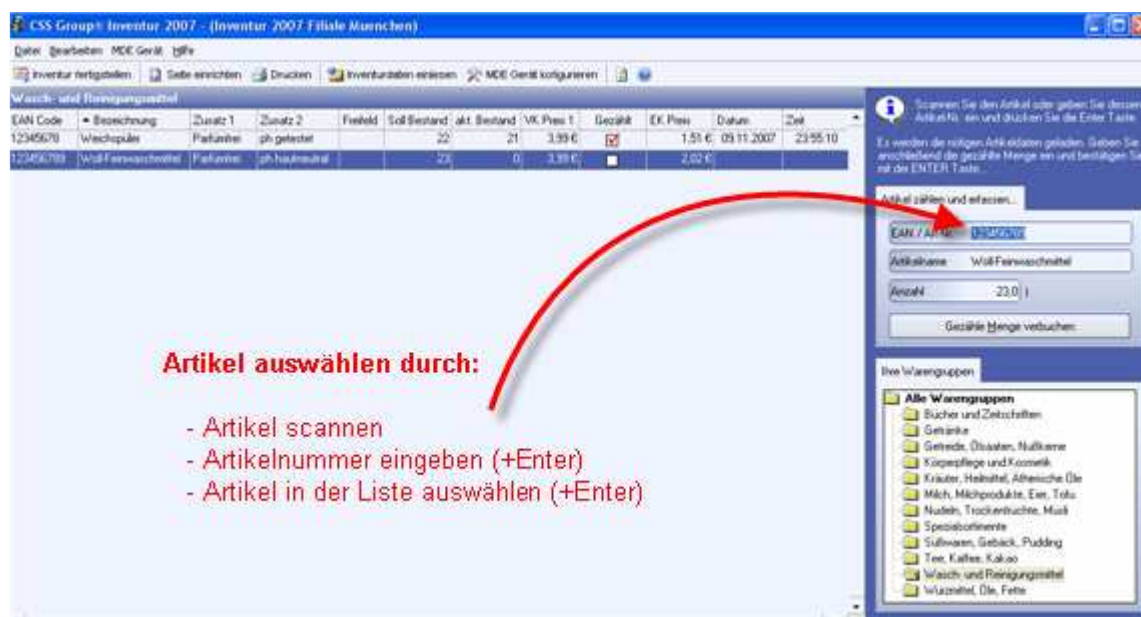 CSS Group® Inventur 2007 - (Inventur 2007 Filiale Muenchen)
Datei Bearbeiten MDE Gerät Hilfe
Inventur fertigstellen Seite einrichten Drucken Inventurdaten einlesen MDE Gerät konfigurieren
Wasch- und Reinigungsmittel
EAN Code Bezeichnung Zusatz 1 Zusatz 2 Freifeld Soll Bestand akt. Bestand VK Preis 1 Gezählt EK Preis Datum Zeit
12345678 Weichspüler Parfümfrei ph getestet 22 21 3,99 € 1,51 € 09.11.2007 23:55:10
123456789 Woll-Feinwaschmittel Parfümfrei ph hautneutral 23 0 3,99 € 2,02 €
Scannen Sie den Artikel oder geben Sie dessen
ArtikelNr. ein und drücken Sie die Enter Taste.
Es werden die nötigen Artikeldaten geladen. Geben Sie
anschließend die gezählte Menge ein und bestätigen Sie
mit der ENTER Taste...
Artikel zählen und erfassen...
EAN / Art.Nr. 123456789
Artikelname Woll-Feinwaschmittel
Anzahl -23,0
Gezählte Menge verbuchen
Artikel auswählen durch:
- Artikel scannen
- Artikelnummer eingeben (+Enter)
- Artikel in der Liste auswählen (+Enter)
Ihre Warengruppen
Alle Warengruppen
Bücher und Zeitschriften
Getränke
Getreide, Ölsaaten, Nußkerne
Körperpflege und Kosmetik
Kräuter, Heilmittel, Ätherische Öle
Milch, Milchprodukte, Eier, Tofu
Nudeln, Trockenfrüchte, Müsli
Spezialsortimente
Süßwaren, Gebäck, Pudding
Tee, Kaffee, Kakao
Wasch- und Reinigungsmittel
Würzmittel, Öle, Fette